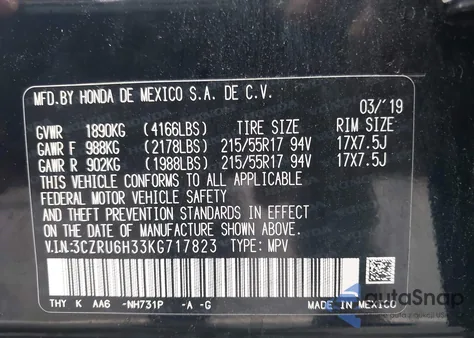 MFD.BY HONDA DE MEXICO S.A. DE C.V.
03/'19
GVWR 1890KG (4166LBS) TIRE SIZE RIM SIZE
GAWR F 988KG (2178LBS) 215/55R17 94V 17X7.5J
GAWR R 902KG (1988LBS) 215/55R17 94V 17X7.5J
THIS VEHICLE CONFORMS TO ALL APPLICABLE
FEDERAL MOTOR VEHICLE SAFETY
AND THEFT PREVENTION STANDARDS IN EFFECT
ON THE DATE OF MANUFACTURE SHOWN ABOVE.
V.I.N:3CZRU6H33KG717823 TYPE: MPV
THY K AA6 -NH731P -A -G MADE IN MEXICO
autoSnap